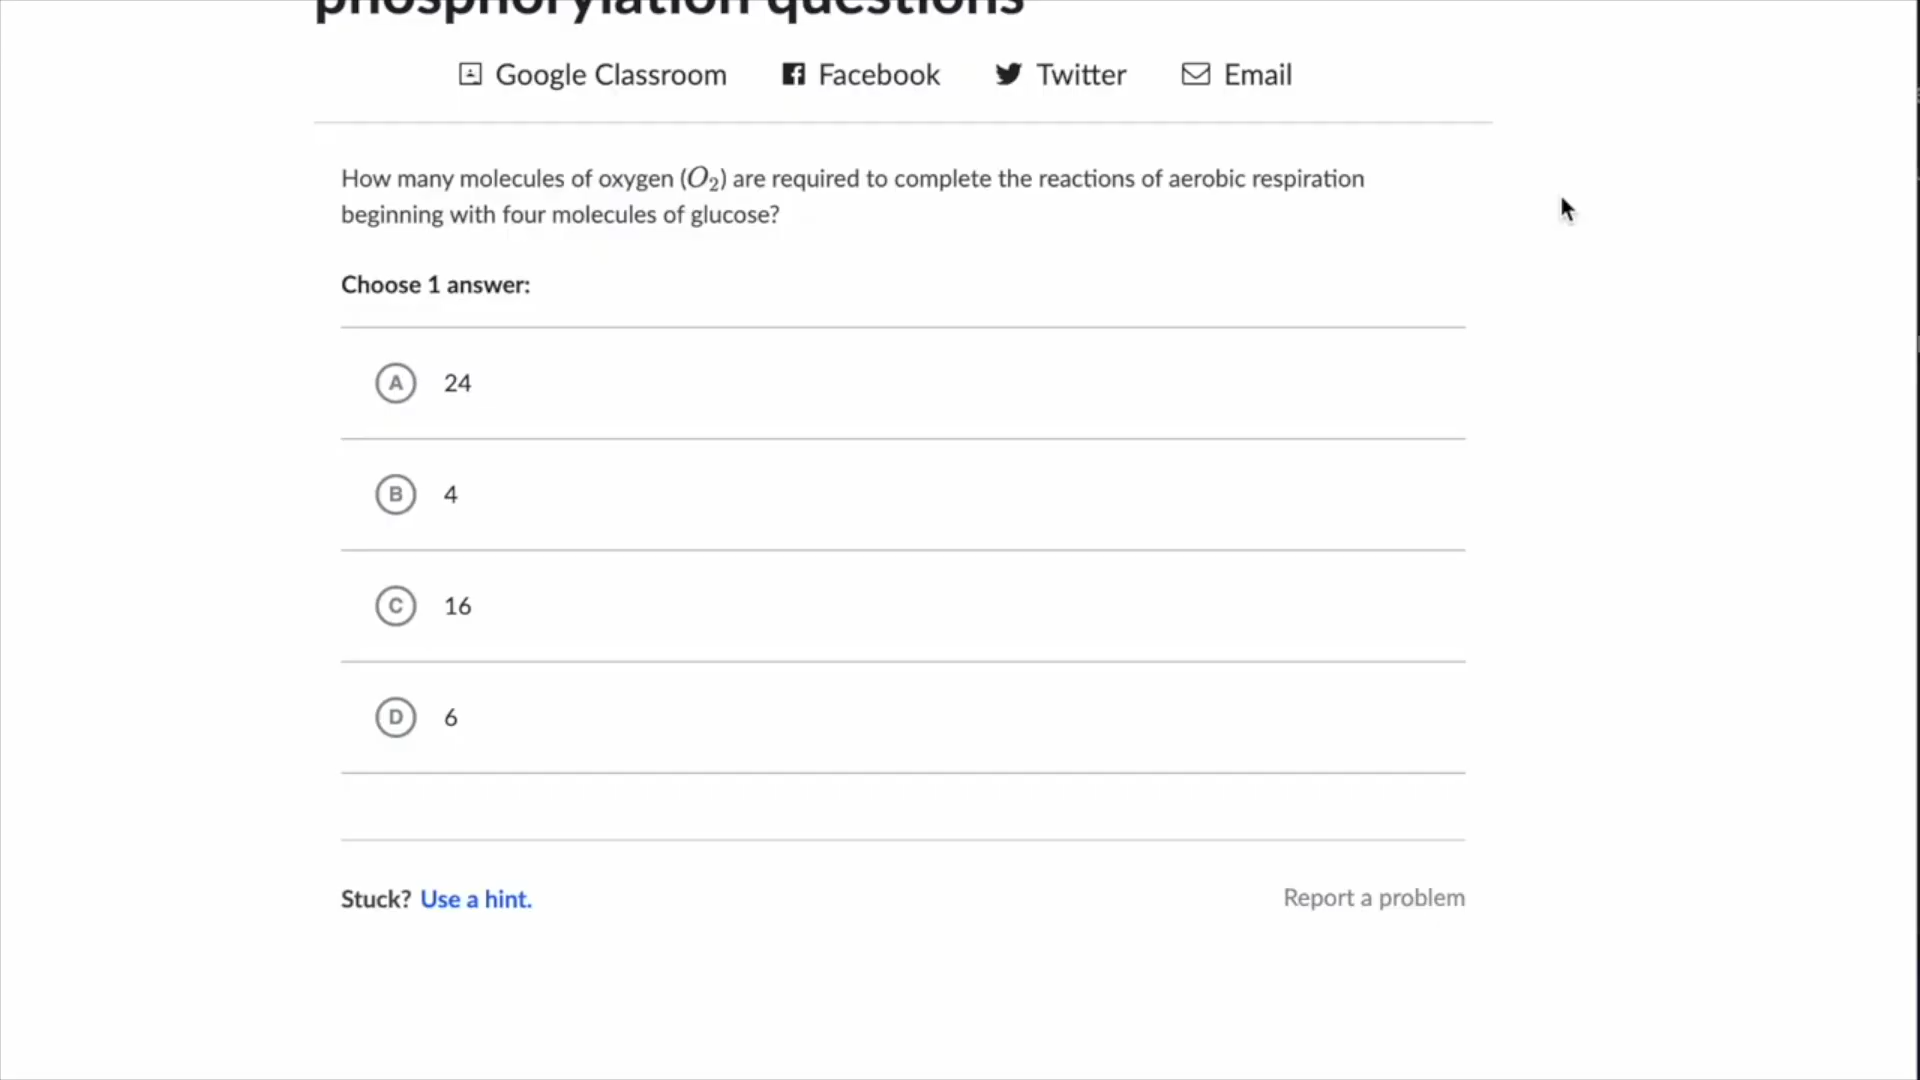 phosphorylation questions
Google Classroom Facebook Twitter Email
How many molecules of oxygen (O₂) are required to complete the reactions of aerobic respiration
beginning with four molecules of glucose?
Choose 1 answer:
A 24
B 4
C 16
D 6
Stuck? Use a hint. Report a problem